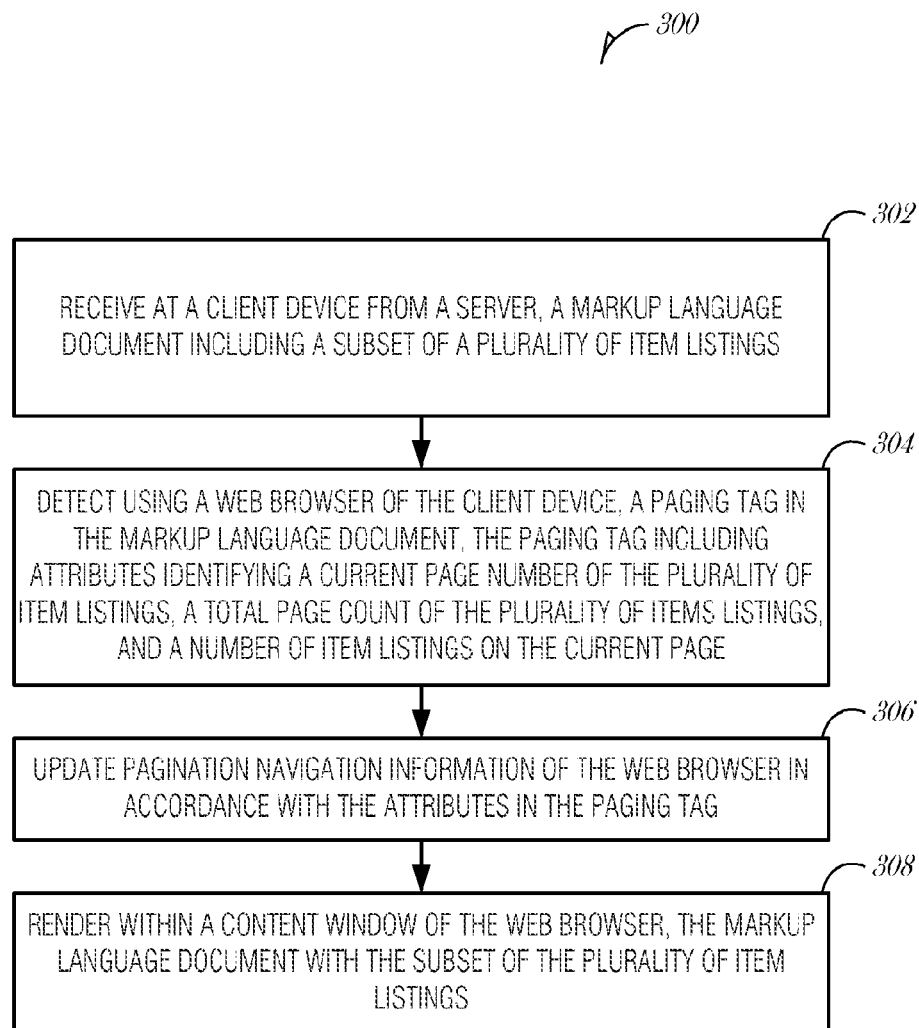 300
302
RECEIVE AT A CLIENT DEVICE FROM A SERVER, A MARKUP LANGUAGE
DOCUMENT INCLUDING A SUBSET OF A PLURALITY OF ITEM LISTINGS
304
DETECT USING A WEB BROWSER OF THE CLIENT DEVICE, A PAGING TAG IN
THE MARKUP LANGUAGE DOCUMENT, THE PAGING TAG INCLUDING
ATTRIBUTES IDENTIFYING A CURRENT PAGE NUMBER OF THE PLURALITY OF
ITEM LISTINGS, A TOTAL PAGE COUNT OF THE PLURALITY OF ITEMS LISTINGS,
AND A NUMBER OF ITEM LISTINGS ON THE CURRENT PAGE
306
UPDATE PAGINATION NAVIGATION INFORMATION OF THE WEB BROWSER IN
ACCORDANCE WITH THE ATTRIBUTES IN THE PAGING TAG
308
RENDER WITHIN A CONTENT WINDOW OF THE WEB BROWSER, THE MARKUP
LANGUAGE DOCUMENT WITH THE SUBSET OF THE PLURALITY OF ITEM
LISTINGS